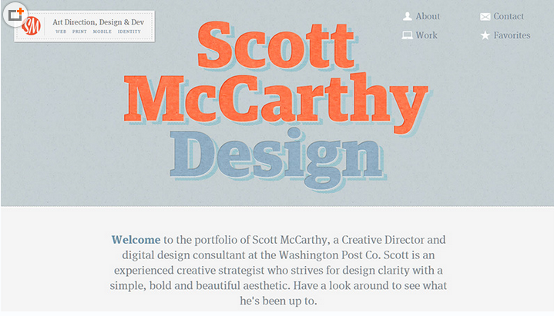 Art Direction, Design & Dev
WEB PRINT MOBILE IDENTITY
About
Contact
Work
Favorites
Scott
McCarthy
Design
Welcome to the portfolio of Scott McCarthy, a Creative Director and
digital design consultant at the Washington Post Co. Scott is an
experienced creative strategist who strives for design clarity with a
simple, bold and beautiful aesthetic. Have a look around to see what
he's been up to.